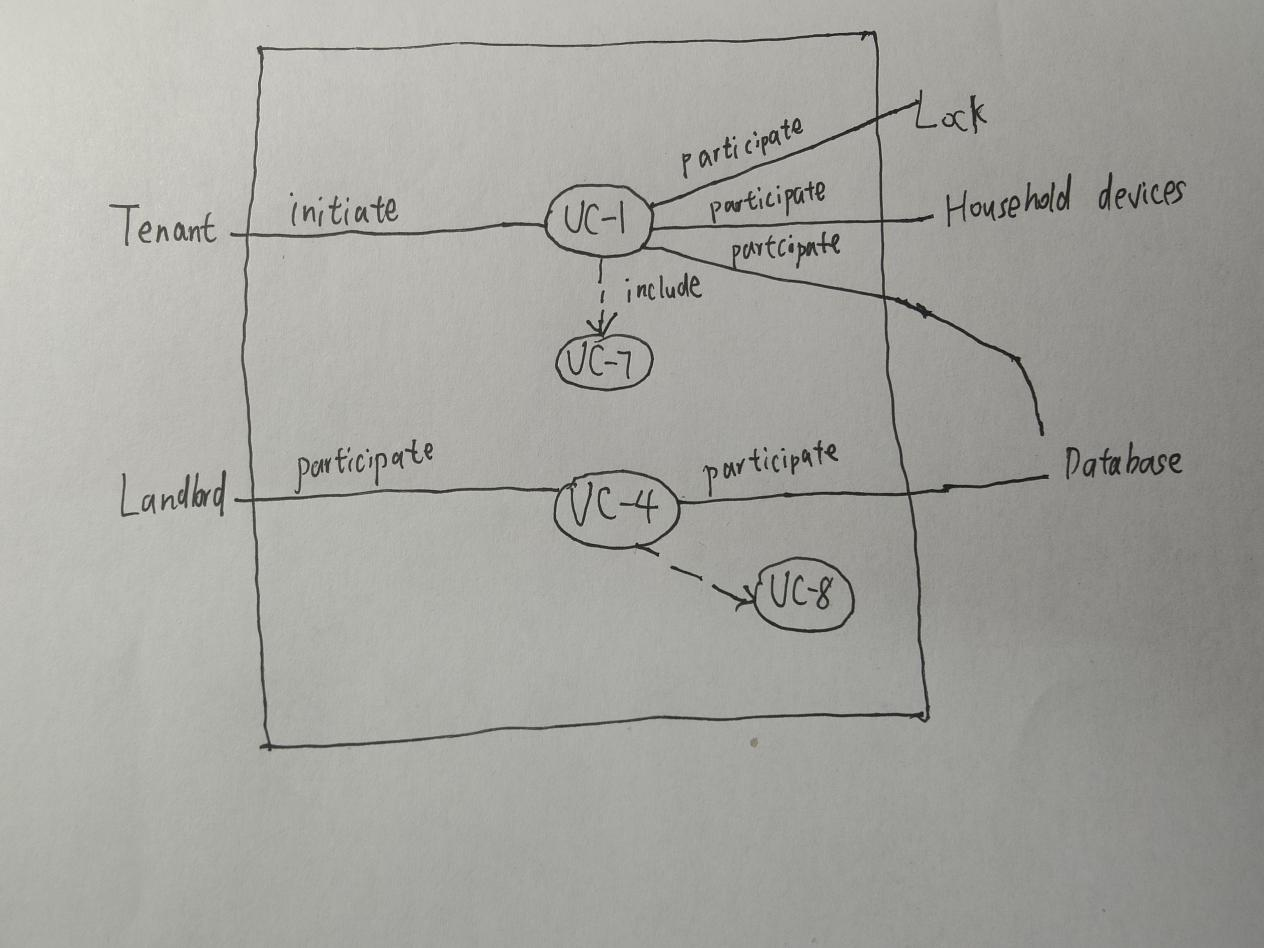 participate
Lock
Tenant
initiate
UC-1
participate
Household devices
partcipate
include
UC-7
Landlord
participate
UC-4
participate
Database
UC-8